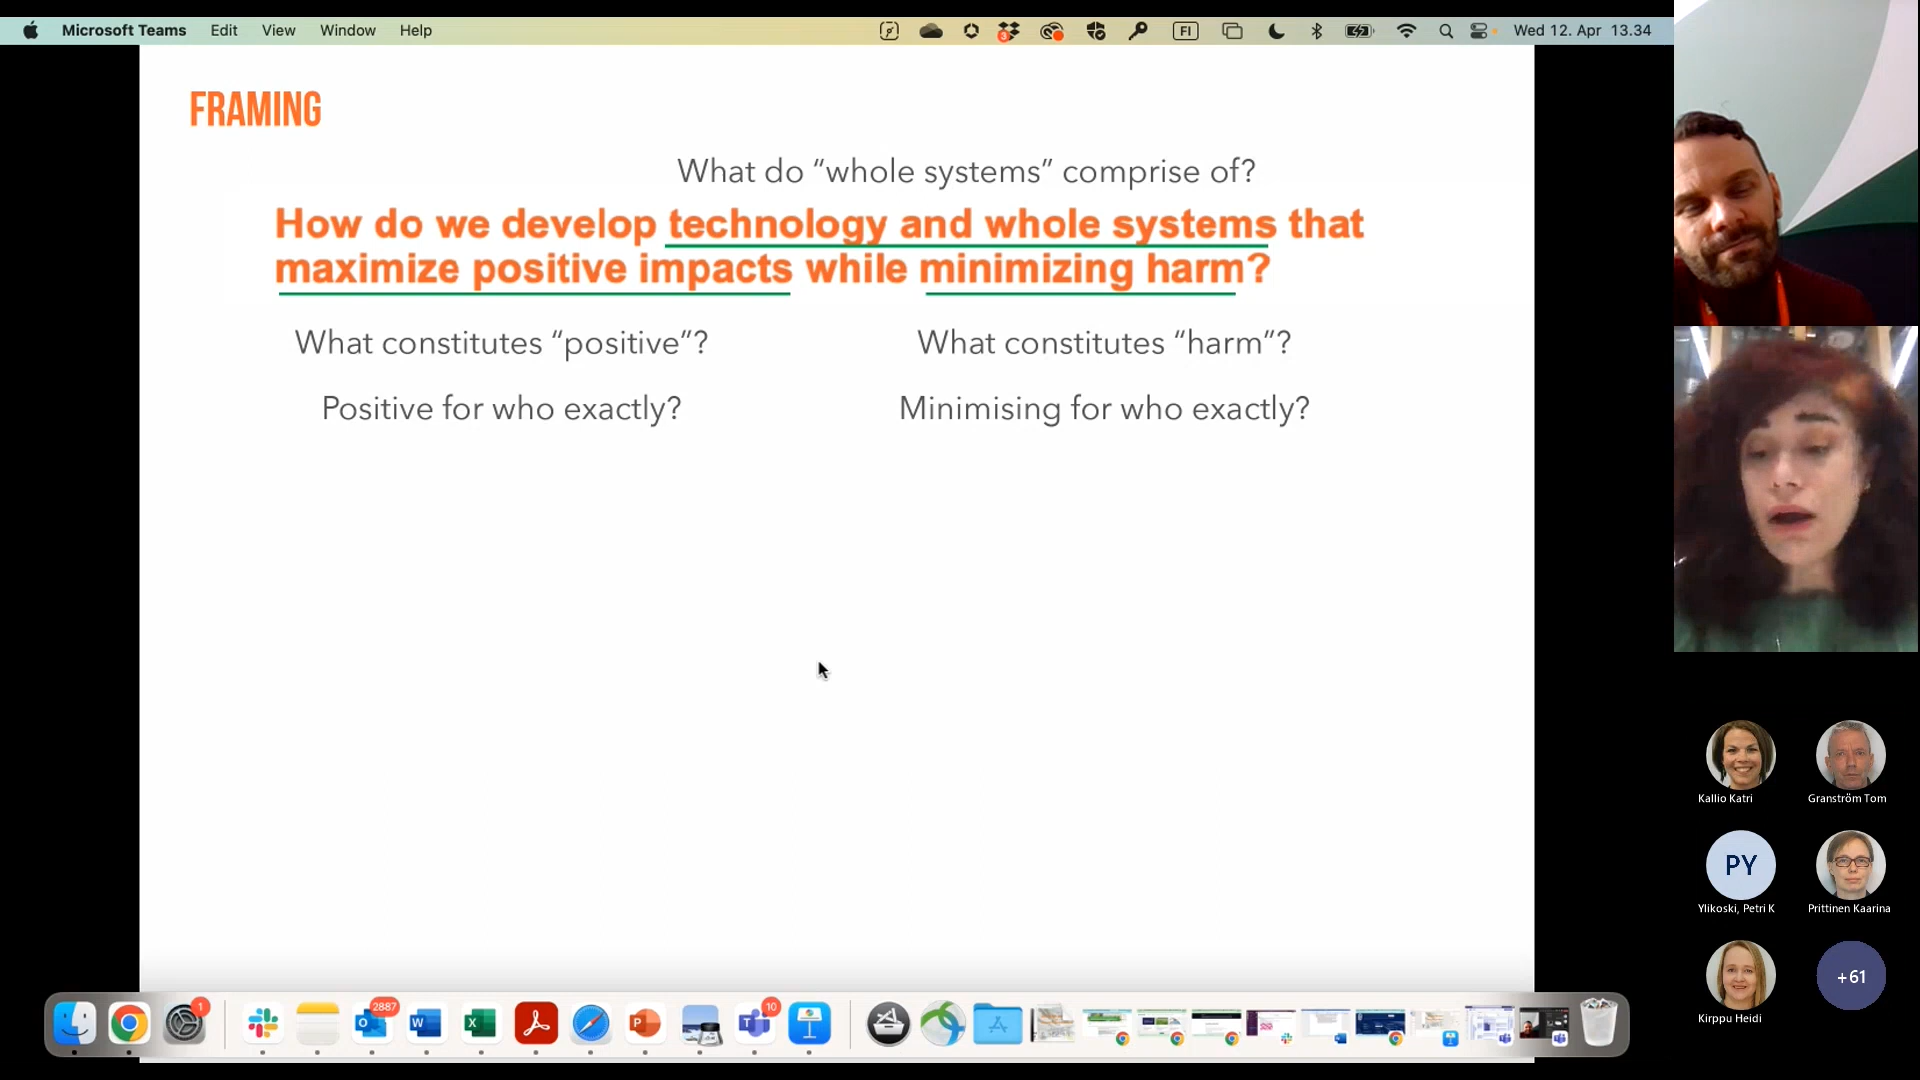 Microsoft Teams Edit View Window Help FI Wed 12. Apr 13.34
FRAMING
What do “whole systems” comprise of?
How do we develop technology and whole systems that
maximize positive impacts while minimizing harm?
What constitutes “positive”? What constitutes “harm”?
Positive for who exactly? Minimising for who exactly?
Kallio Katri Granström Tom
PY
Ylikoski, Petri K Prittinen Kaarina
+61
Kirppu Heidi
1 2887 10